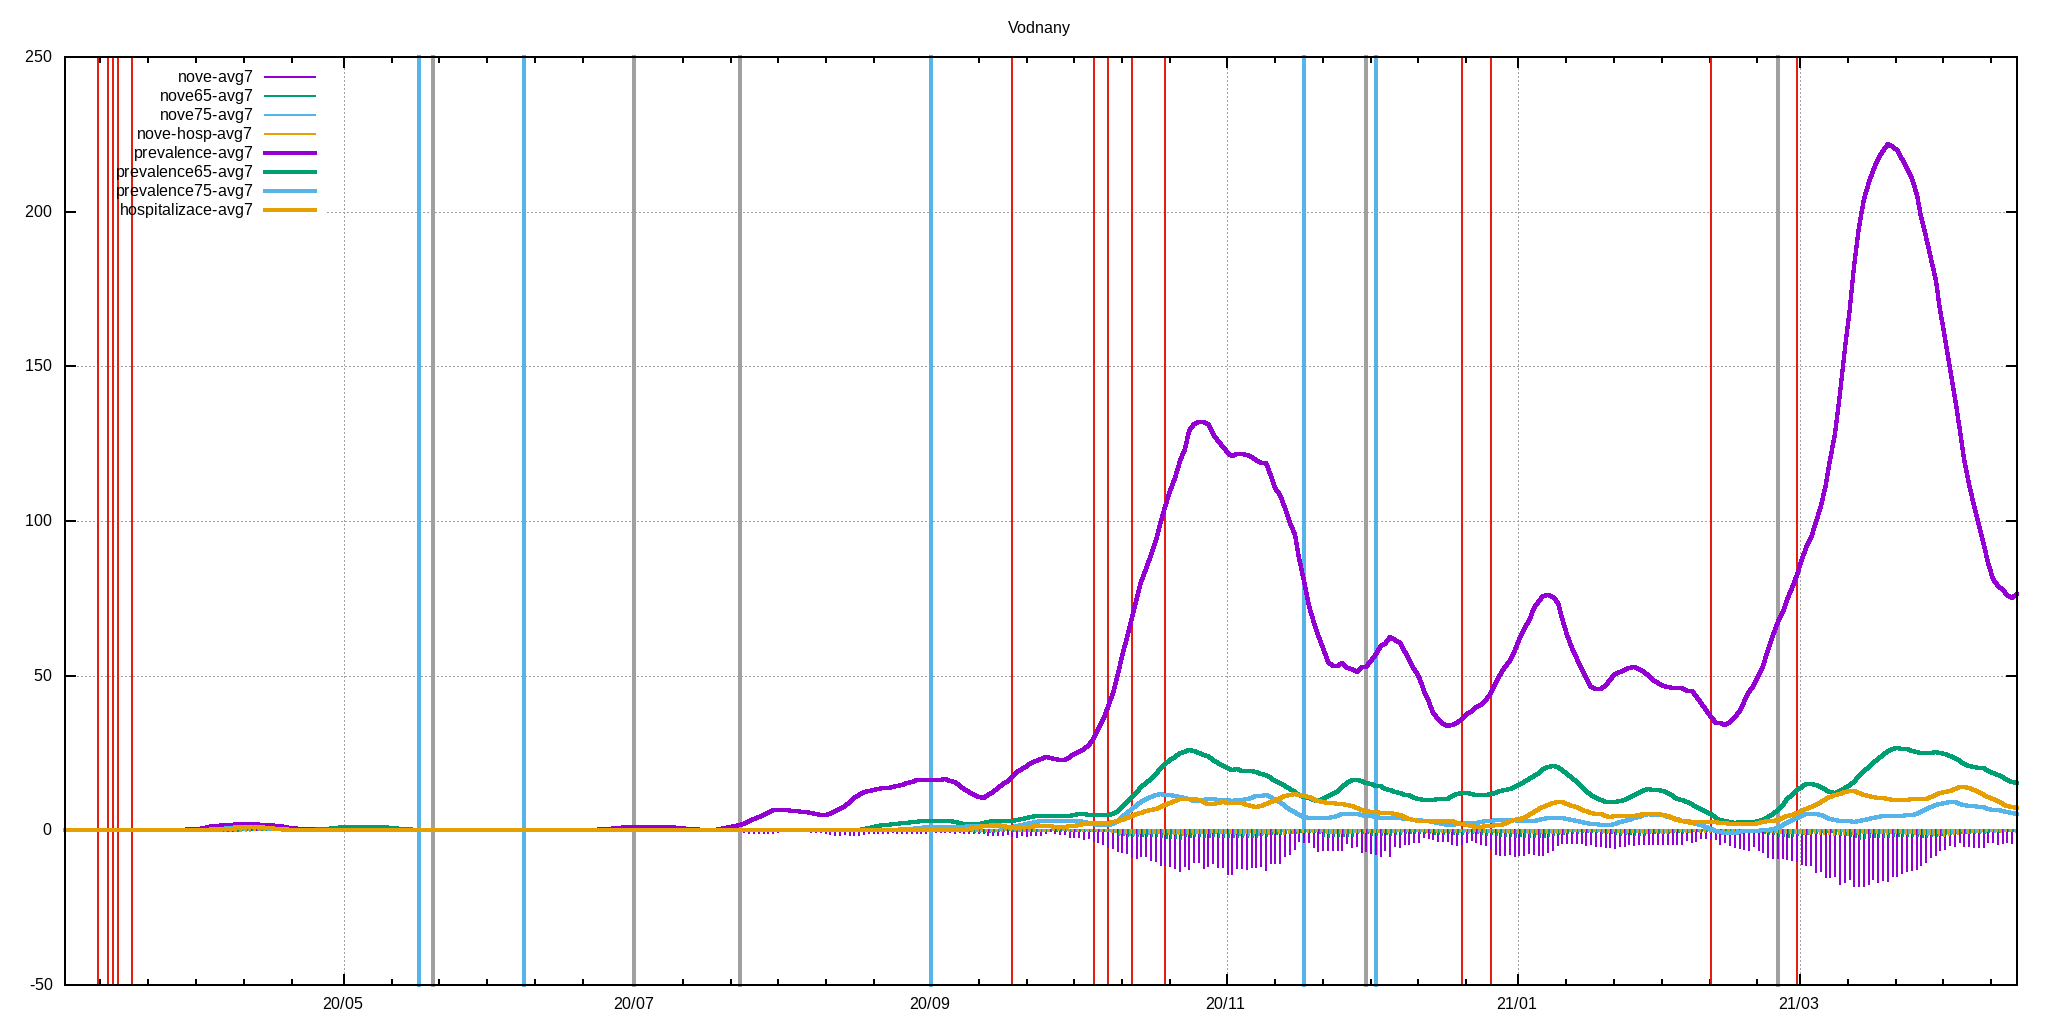 Vodnany
250
200
150
100
50
0
-50
nove-avg7
nove65-avg7
nove75-avg7
nove-hosp-avg7
prevalence-avg7
prevalence65-avg7
prevalence75-avg7
hospitalizace-avg7
20/05 20/07 20/09 20/11 21/01 21/03